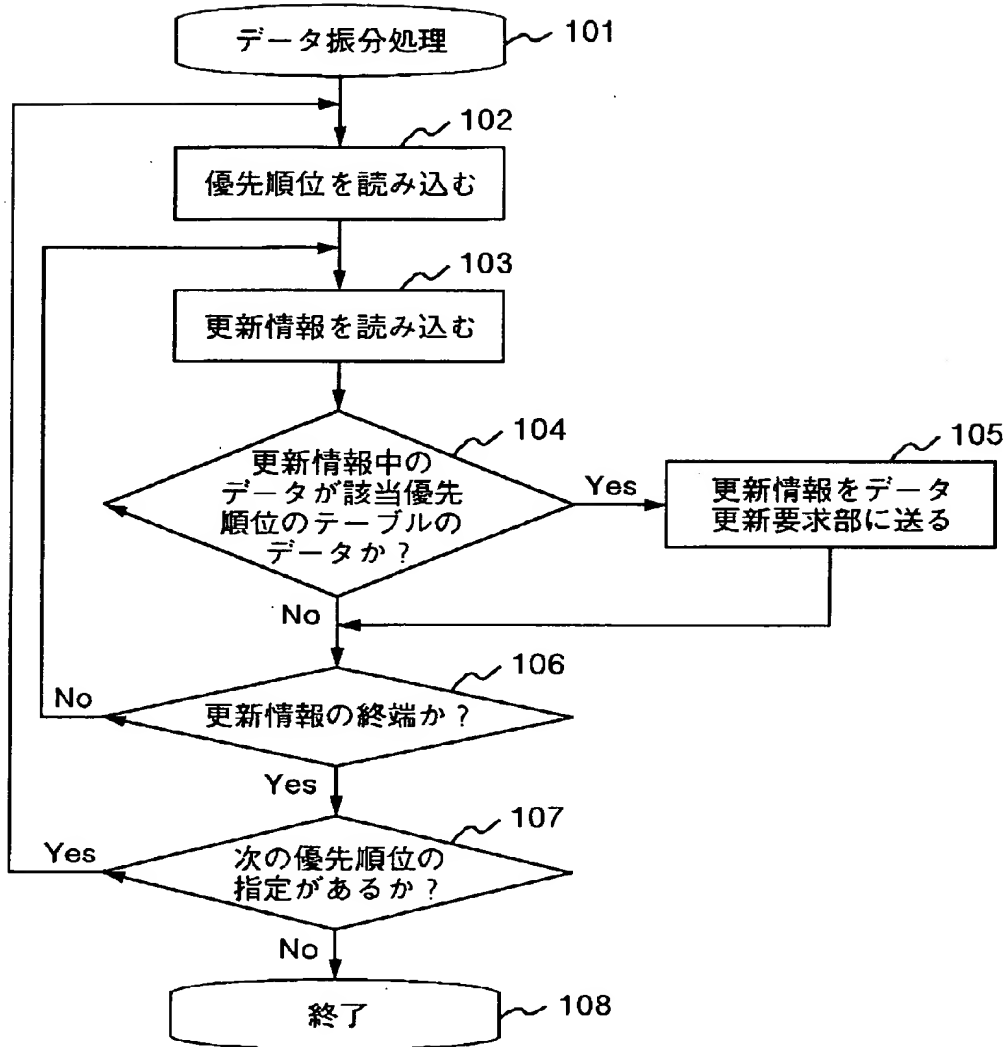 データ振分処理
101
102
優先順位を読み込む
103
更新情報を読み込む
104
更新情報中の
データが該当優先
順位のテーブルの
データか？
Yes
105
更新情報をデータ
更新要求部に送る
No
106
更新情報の終端か？
No
Yes
107
次の優先順位の
指定があるか？
Yes
No
終了
108